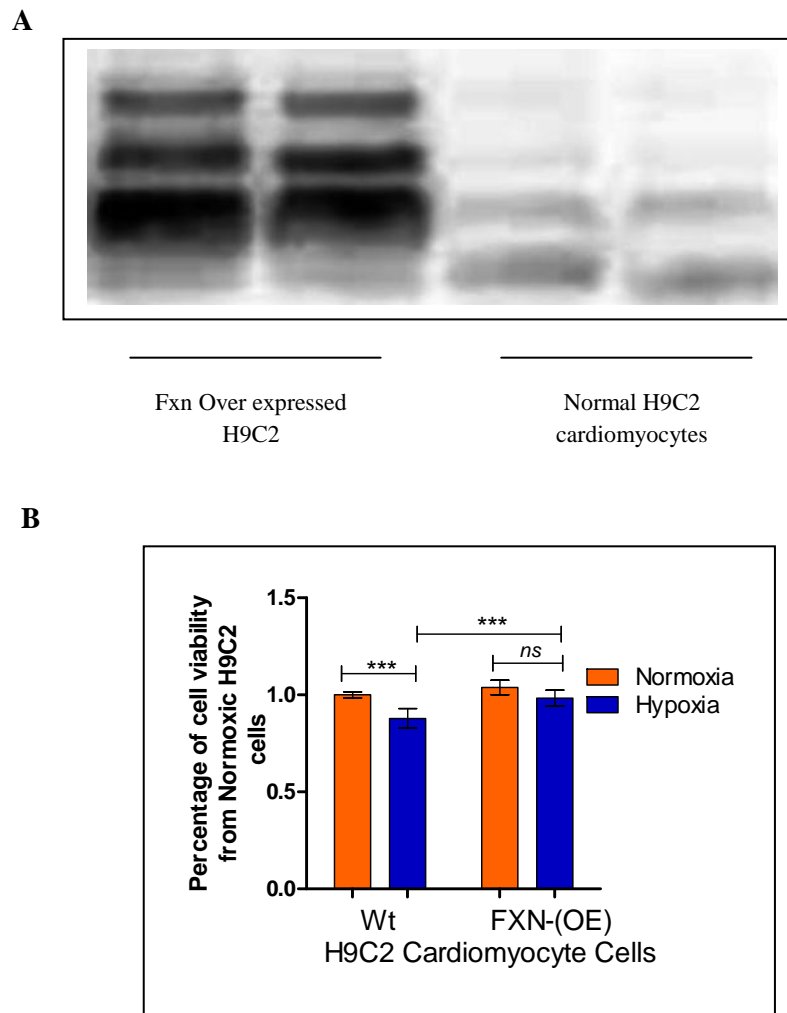 A
Fxn Over expressed
H9C2
Normal H9C2
cardiomyocytes
B
Percentage of cell viability
from Normoxic H9C2
cells
1.5
1.0
0.5
0.0
***
***
ns
Normoxia
Hypoxia
Wt
FXN-(OE)
H9C2 Cardiomyocyte Cells